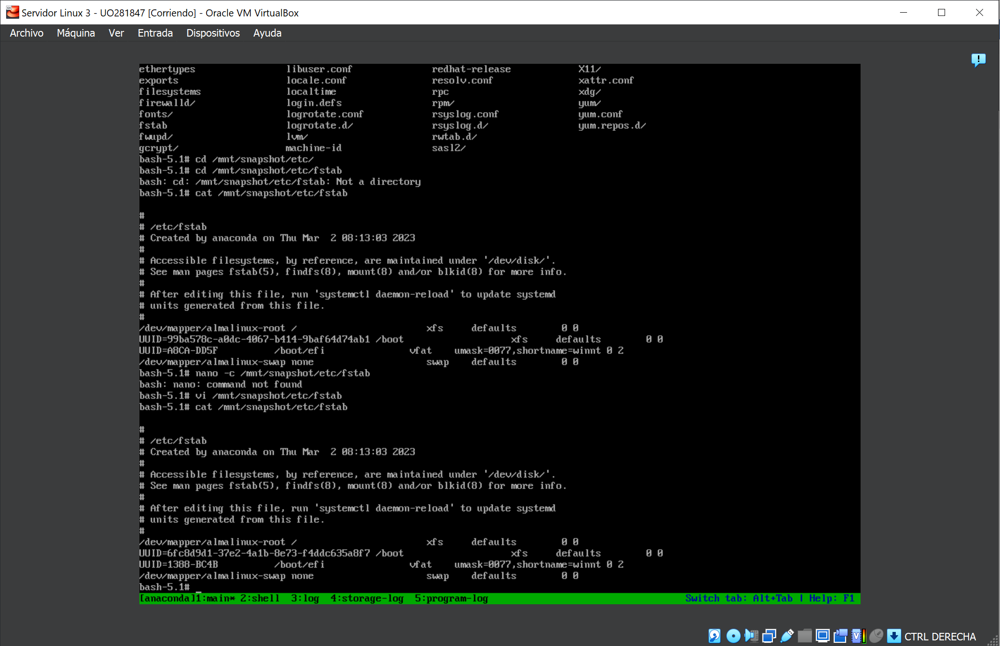 Servidor Linux 3 - UO281847 [Corriendo] - Oracle VM VirtualBox
Archivo Máquina Ver Entrada Dispositivos Ayuda
ethertypes libuser.conf redhat-release X11/
exports locale.conf resolv.conf xattr.conf
filesystems localtime rpc xdg/
firewalld/ login.defs rpm/ yum/
fonts/ logrotate.conf rsyslog.conf yum.conf
fstab logrotate.d/ rsyslog.d/ yum.repos.d/
fwupd/ lvm/ rwtab.d/
gcrypt/ machine-id sasl2/
bash-5.1# cd /mnt/snapshot/etc/
bash-5.1# cd /mnt/snapshot/etc/fstab
bash: cd: /mnt/snapshot/etc/fstab: Not a directory
bash-5.1# cat /mnt/snapshot/etc/fstab
#
# /etc/fstab
# Created by anaconda on Thu Mar  2 08:13:03 2023
#
# Accessible filesystems, by reference, are maintained under '/dev/disk/'.
# See man pages fstab(5), findfs(8), mount(8) and/or blkid(8) for more info.
#
# After editing this file, run 'systemctl daemon-reload' to update systemd
# units generated from this file.
#
/dev/mapper/almalinux-root / xfs defaults 0 0
UUID=99ba578c-a0dc-4067-b414-9baf64d74ab1 /boot xfs defaults 0 0
UUID=A8CA-DD5F /boot/efi vfat umask=0077,shortname=winnt 0 2
/dev/mapper/almalinux-swap none swap defaults 0 0
bash-5.1# nano -c /mnt/snapshot/etc/fstab
bash: nano: command not found
bash-5.1# vi /mnt/snapshot/etc/fstab
bash-5.1# cat /mnt/snapshot/etc/fstab
#
# /etc/fstab
# Created by anaconda on Thu Mar  2 08:13:03 2023
#
# Accessible filesystems, by reference, are maintained under '/dev/disk/'.
# See man pages fstab(5), findfs(8), mount(8) and/or blkid(8) for more info.
#
# After editing this file, run 'systemctl daemon-reload' to update systemd
# units generated from this file.
#
/dev/mapper/almalinux-root / xfs defaults 0 0
UUID=6fc8d9d1-37e2-4a1b-8e73-f4ddc635a8f7 /boot xfs defaults 0 0
UUID=1388-BC4B /boot/efi vfat umask=0077,shortname=winnt 0 2
/dev/mapper/almalinux-swap none swap defaults 0 0
bash-5.1# _
[anaconda]1:main* 2:shell  3:log  4:storage-log  5:program-log Switch tab: Alt+Tab | Help: F1
CTRL DERECHA